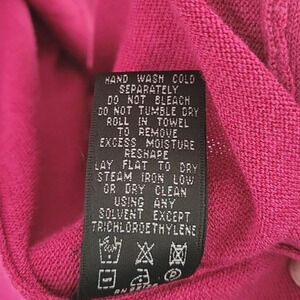 HAND WASH COLD
SEPARATELY
DO NOT BLEACH
DO NOT TUMBLE DRY
ROLL IN TOWEL
TO REMOVE
EXCESS MOISTURE
RESHAPE
LAY FLAT TO DRY
STEAM IRON LOW
OR DRY CLEAN
USING ANY
SOLVENT EXCEPT
TRICHLOROETHYLENE